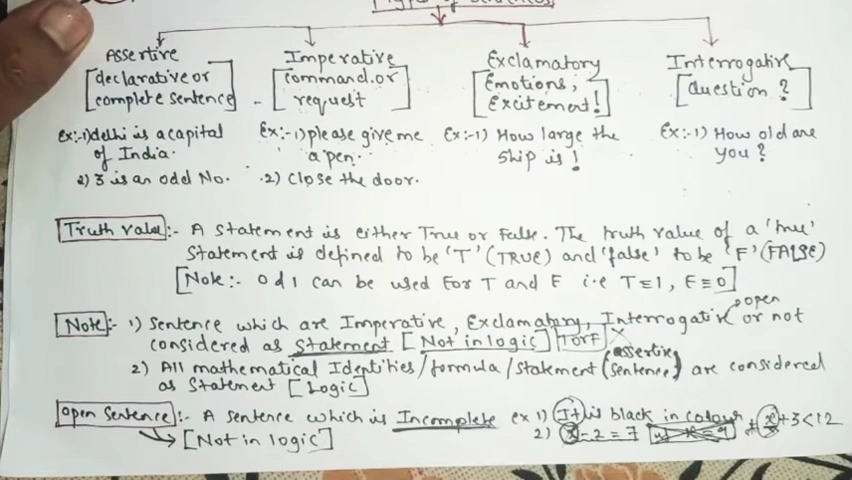 Types of Sentences
Assertive
[declarative or
complete sentence]
Ex:-1) delhi is a capital
of India.
2) 3 is an odd No.
Imperative
[command or
request]
Ex:-1) please give me
a pen.
2) Close the door.
Exclamatory
[Emotions,
Excitement!]
Ex:-1) How large the
ship is!
Interrogative
[Question ?]
Ex:-1) How old are
you?
Truth value:- A statement is either True or False. The truth value of a 'true'
statement is defined to be 'T' (TRUE) and 'false' to be 'F' (FALSE)
[Note:- 0 & 1 can be used for T and F i.e T≡1, F≡0]
Note:- 1) Sentence which are Imperative, Exclamatory, Interrogative or not open
considered as statement [Not in logic] T or F
2) All mathematical Identities/formula/statement (assertive sentence) are considered
as Statement [Logic]
Open Sentence:- A sentence which is Incomplete ex 1) It is black in colour
→ [Not in logic] 2) x-2=7 * x+3<12